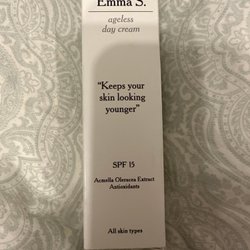 Emma S.
ageless
day cream
"Keeps your
skin looking
younger"
SPF 15
Acmella Oleracea Extract
Antioxidants
All skin types